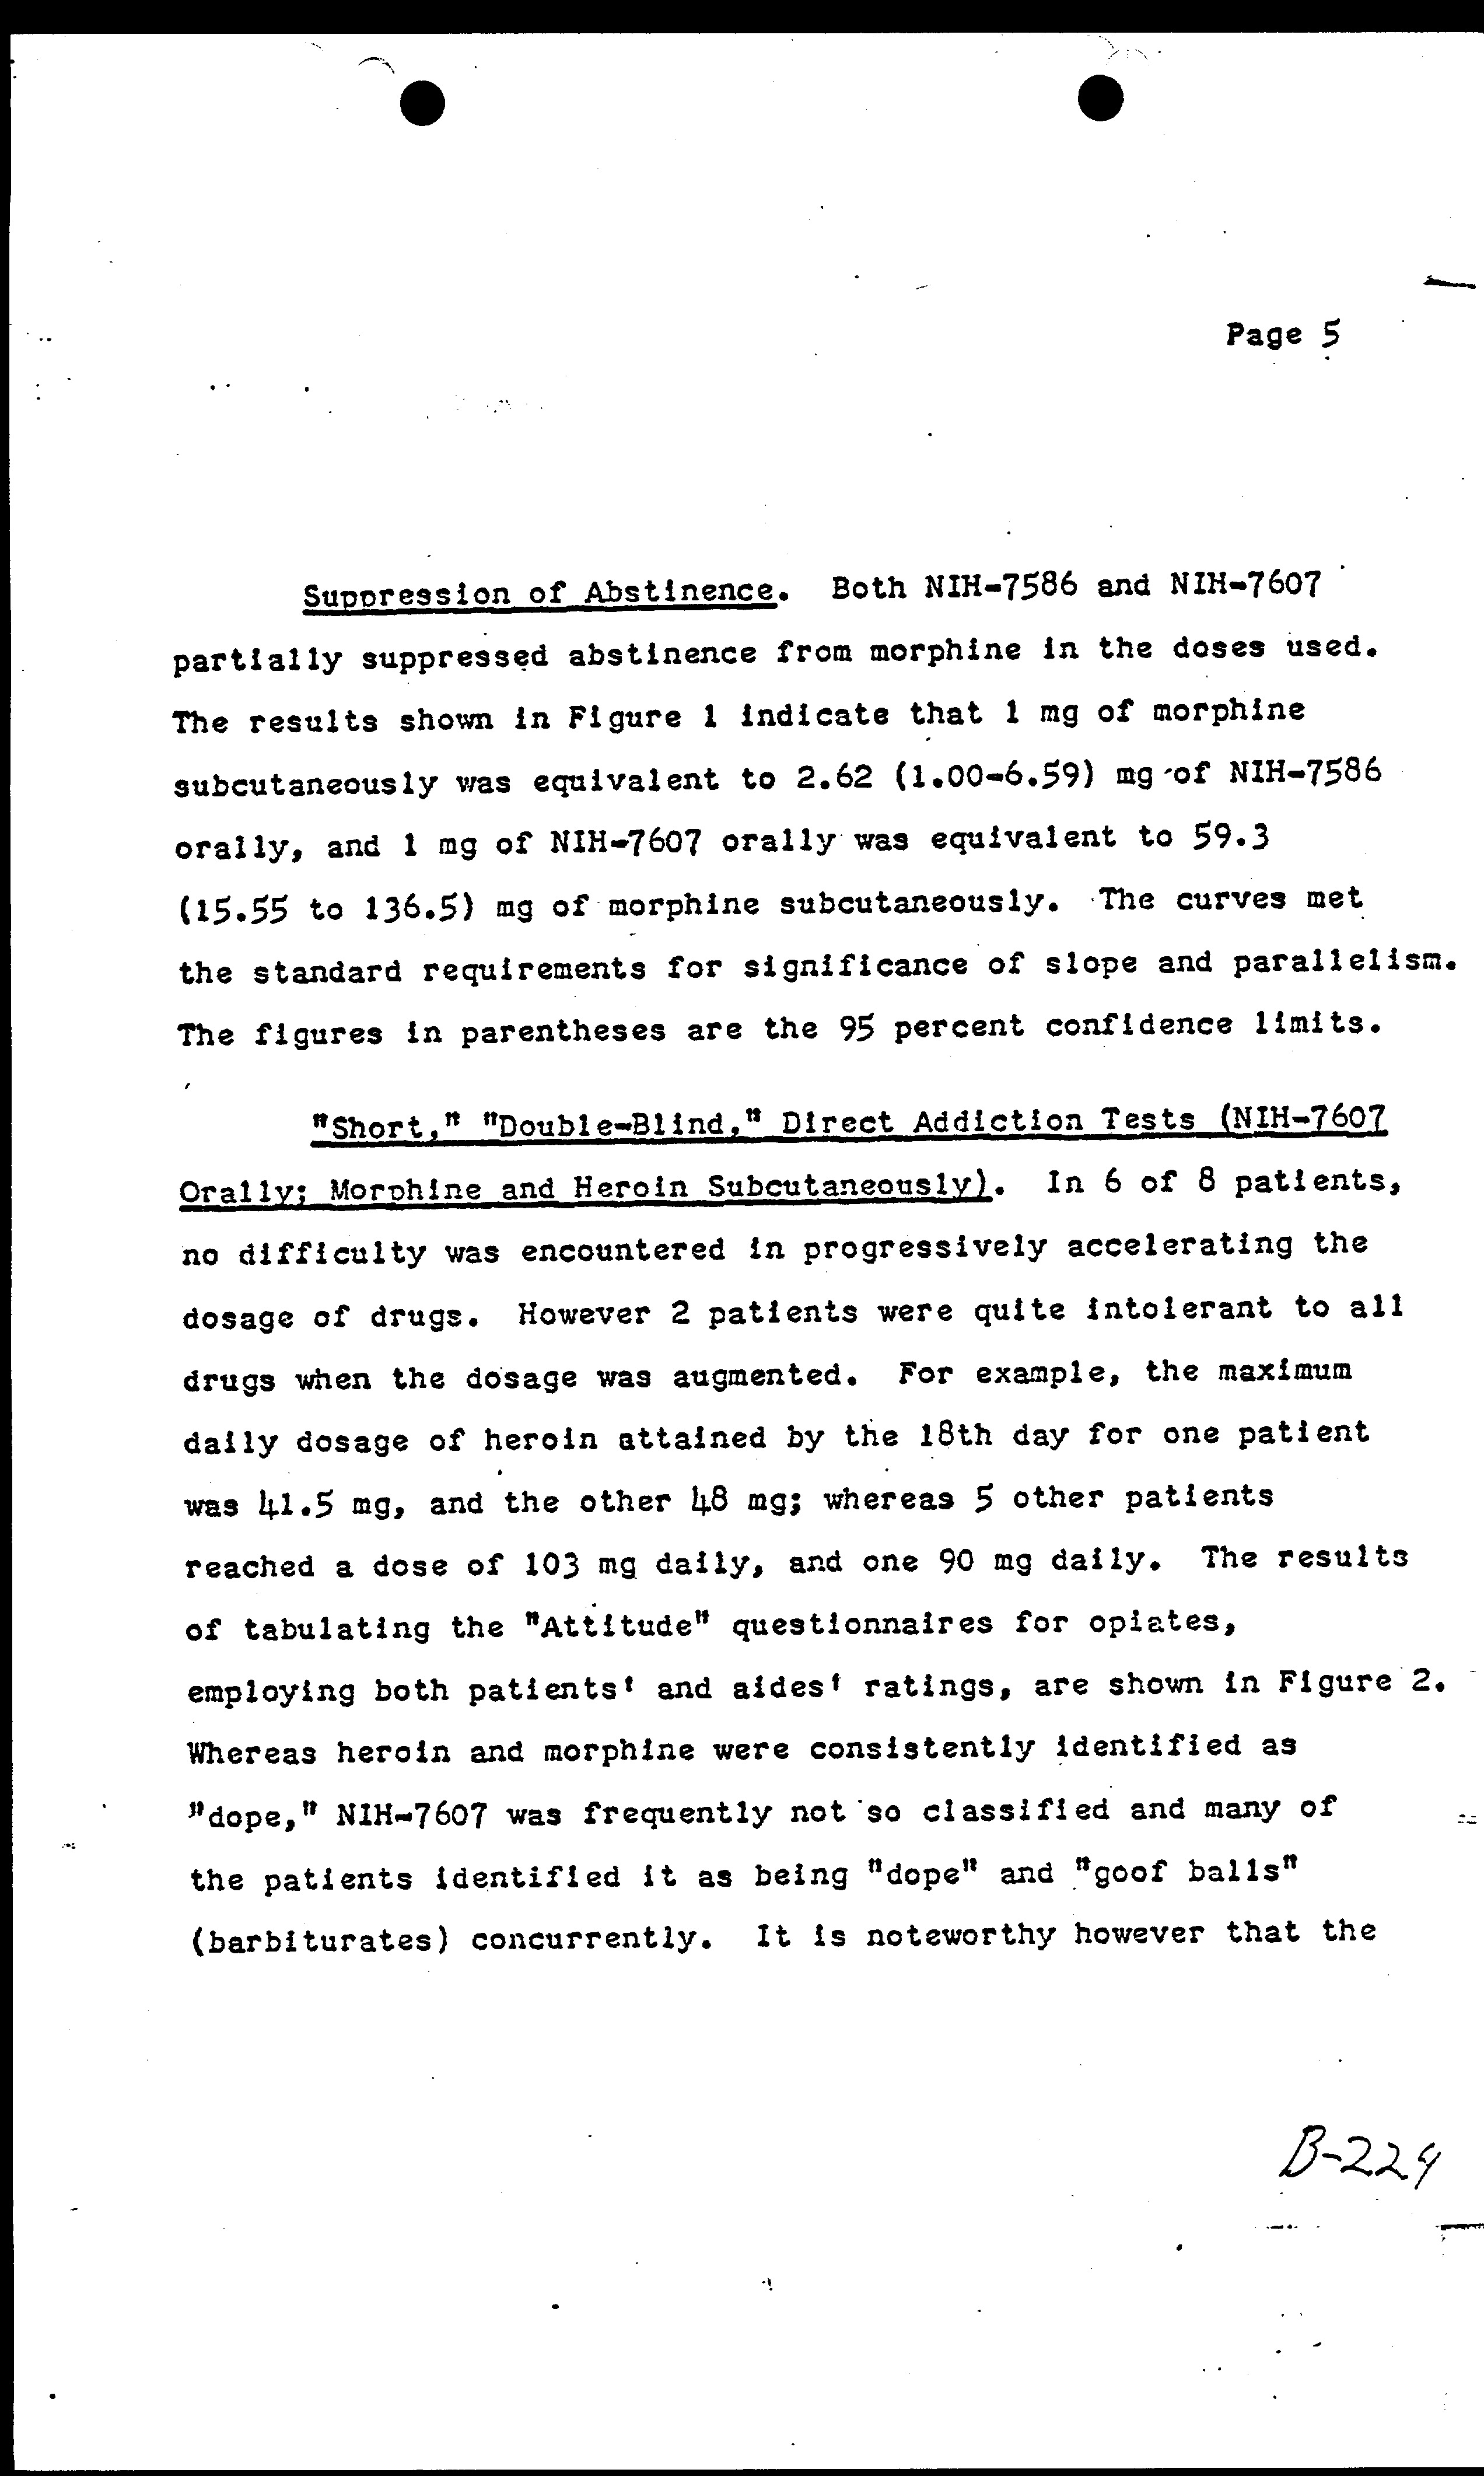 Page 5
Suppression of Abstinence. Both NIH-7586 and NIH-7607
partially suppressed abstinence from morphine in the doses used.
The results shown in Figure 1 indicate that 1 mg of morphine
subcutaneously was equivalent to 2.62 (1.00-6.59) mg of NIH-7586
orally, and 1 mg of NIH-7607 orally was equivalent to 59.3
(15.55 to 136.5) mg of morphine subcutaneously. The curves met
the standard requirements for significance of slope and parallelism.
The figures in parentheses are the 95 percent confidence limits.
"Short," "Double-Blind," Direct Addiction Tests (NIH-7607
Orally; Morphine and Heroin Subcutaneously). In 6 of 8 patients,
no difficulty was encountered in progressively accelerating the
dosage of drugs. However 2 patients were quite intolerant to all
drugs when the dosage was augmented. For example, the maximum
daily dosage of heroin attained by the 18th day for one patient
was 41.5 mg, and the other 48 mg; whereas 5 other patients
reached a dose of 103 mg daily, and one 90 mg daily. The results
of tabulating the "Attitude" questionnaires for opiates,
employing both patients' and aides' ratings, are shown in Figure 2.
Whereas heroin and morphine were consistently identified as
"dope," NIH-7607 was frequently not so classified and many of
the patients identified it as being "dope" and "goof balls"
(barbiturates) concurrently. It is noteworthy however that the
B-224